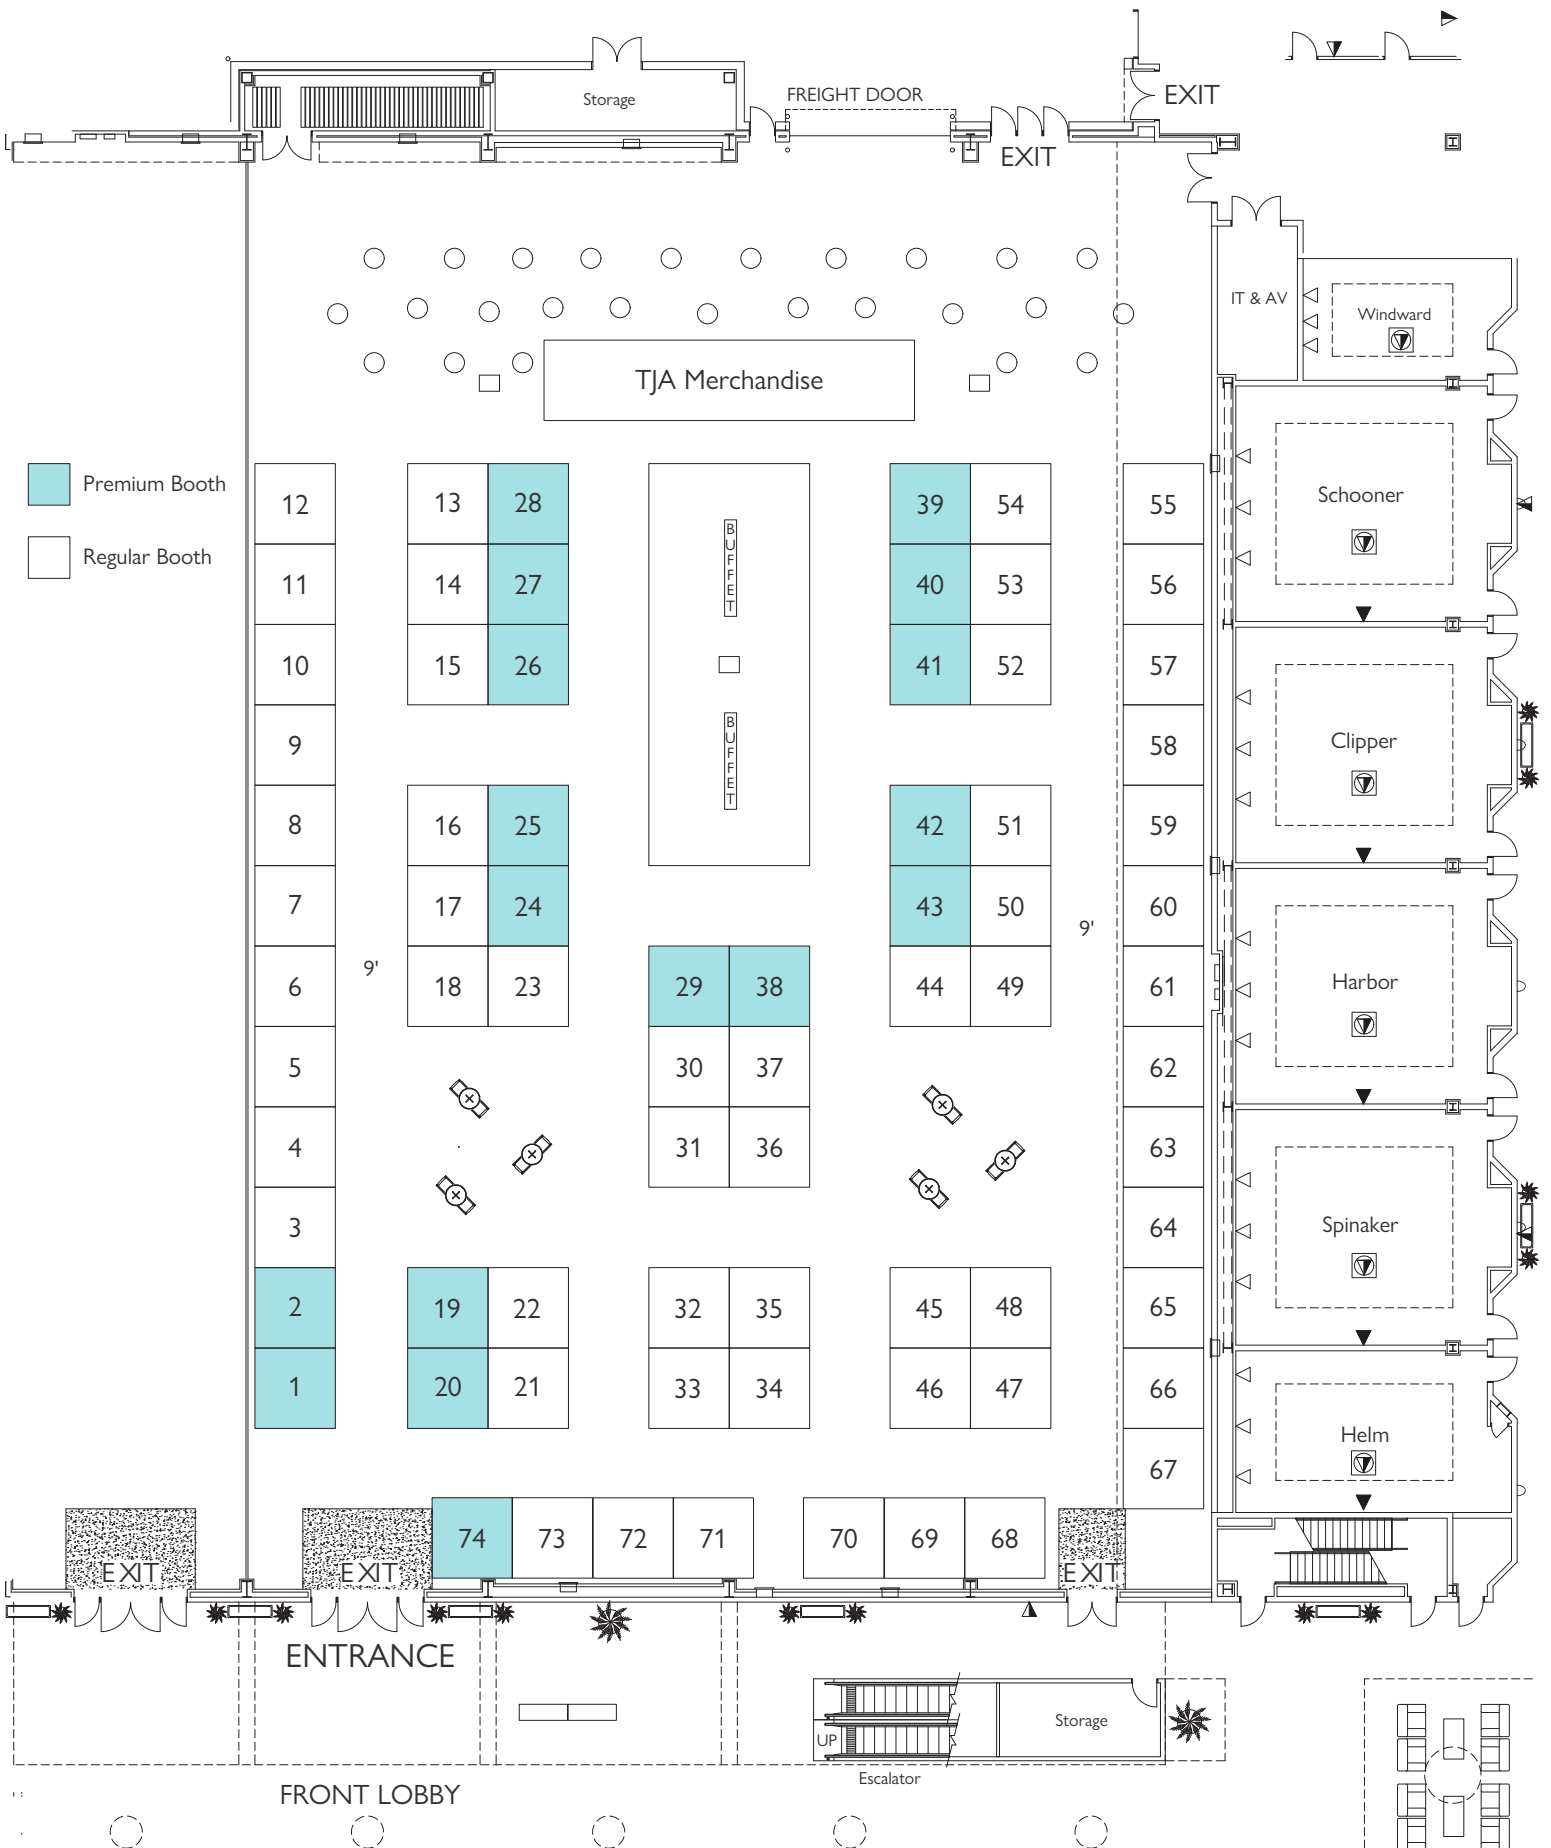 Storage
FREIGHT DOOR
EXIT
EXIT
IT & AV
Windward
TJA Merchandise
Premium Booth
Regular Booth
12 13 28 39 54 55
Schooner
11 14 27 40 53 56
BUFFET
10 15 26 41 52 57
9 58
Clipper
BUFFET
8 16 25 42 51 59
7 17 24 43 50 60
9'
9'
6 18 23 29 38 44 49 61
Harbor
5 30 37 62
4 31 36 63
3 64
Spinaker
2 19 22 32 35 45 48 65
1 20 21 33 34 46 47 66
Helm
67
74 73 72 71 70 69 68
EXIT EXIT EXIT
ENTRANCE
Storage
UP
Escalator
FRONT LOBBY